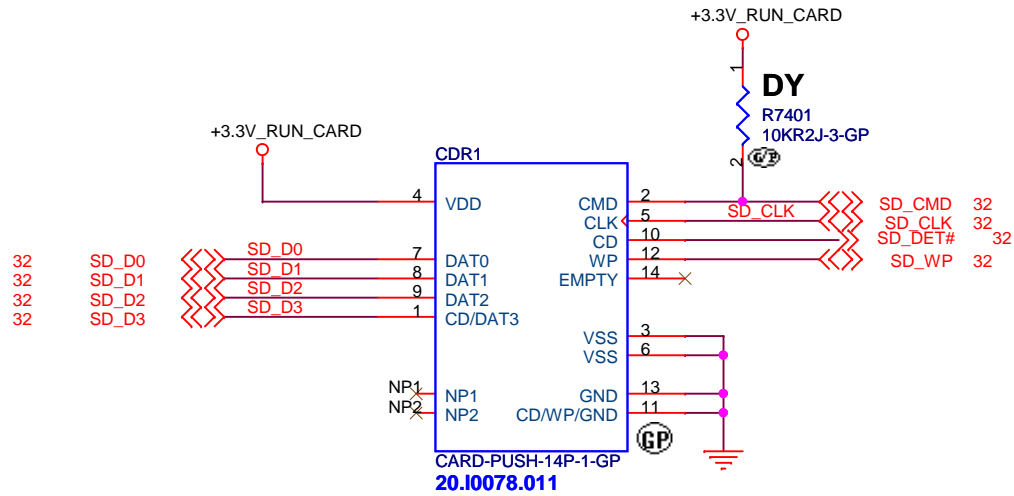 +3.3V_RUN_CARD
1
DY
R7401
10KR2J-3-GP
2
G/P
+3.3V_RUN_CARD
CDR1
4 VDD
CMD 2 SD_CMD 32
CLK 5 SD_CLK SD_CLK 32
CD 10 SD_DET# 32
32 SD_D0 SD_D0 7 DAT0
WP 12 SD_WP 32
32 SD_D1 SD_D1 8 DAT1
EMPTY 14
32 SD_D2 SD_D2 9 DAT2
32 SD_D3 SD_D3 1 CD/DAT3
VSS 3
VSS 6
NP1 NP1
GND 13
NP2 NP2
CD/WP/GND 11
GP
CARD-PUSH-14P-1-GP
20.I0078.011